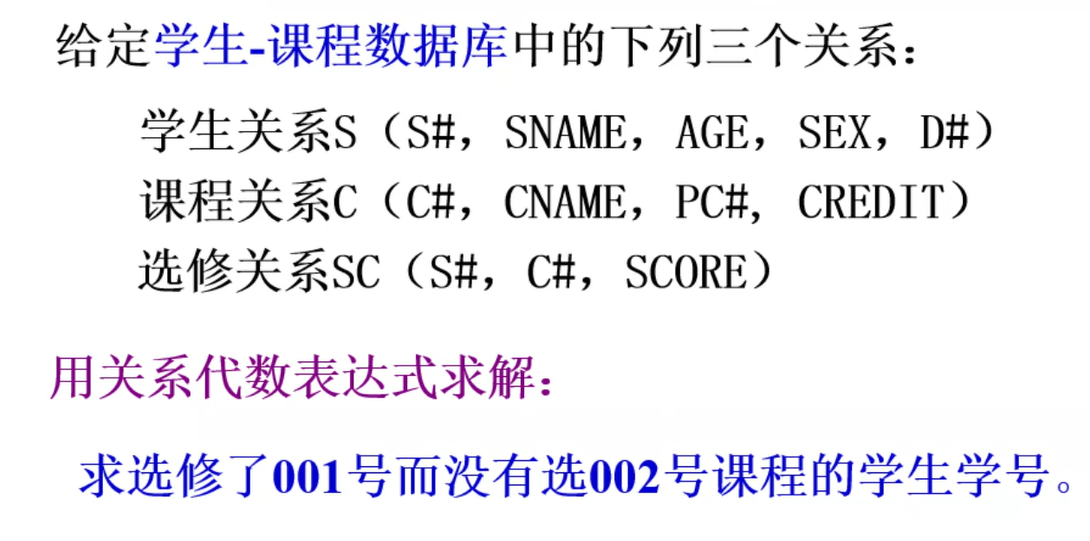 给定学生-课程数据库中的下列三个关系：
学生关系S（S#，SNAME，AGE，SEX，D#）
课程关系C（C#，CNAME，PC#, CREDIT）
选修关系SC（S#，C#，SCORE）
用关系代数表达式求解：
求选修了001号而没有选002号课程的学生学号。